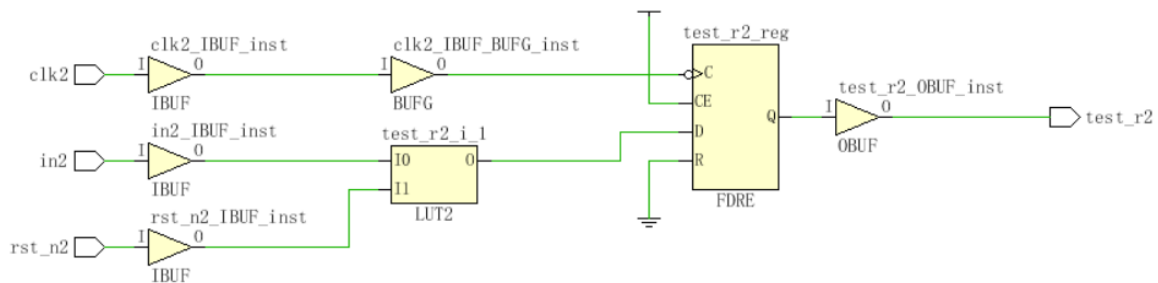 clk2
clk2_IBUF_inst
I
O
IBUF
clk2_IBUF_BUFG_inst
I
O
BUFG
in2
in2_IBUF_inst
I
O
IBUF
rst_n2
rst_n2_IBUF_inst
I
O
IBUF
test_r2_i_1
I0
O
I1
LUT2
test_r2_reg
C
CE
D
R
Q
FDRE
test_r2_OBUF_inst
I
O
OBUF
test_r2